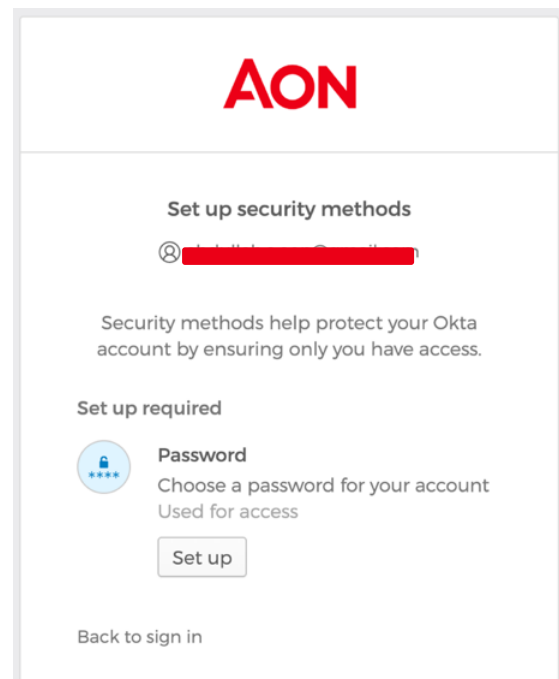 AON
Set up security methods
Security methods help protect your Okta
account by ensuring only you have access.
Set up required
****
Password
Choose a password for your account
Used for access
Set up
Back to sign in